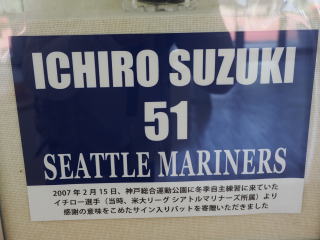 ICHIRO SUZUKI
51
SEATTLE MARINERS
2007年2月15日、神戸総合運動公園に冬季自主練習に来ていた
イチロー選手（当時、米大リーグ シアトルマリナーズ所属）より
感謝の意味をこめたサイン入りバットを寄贈いただきました